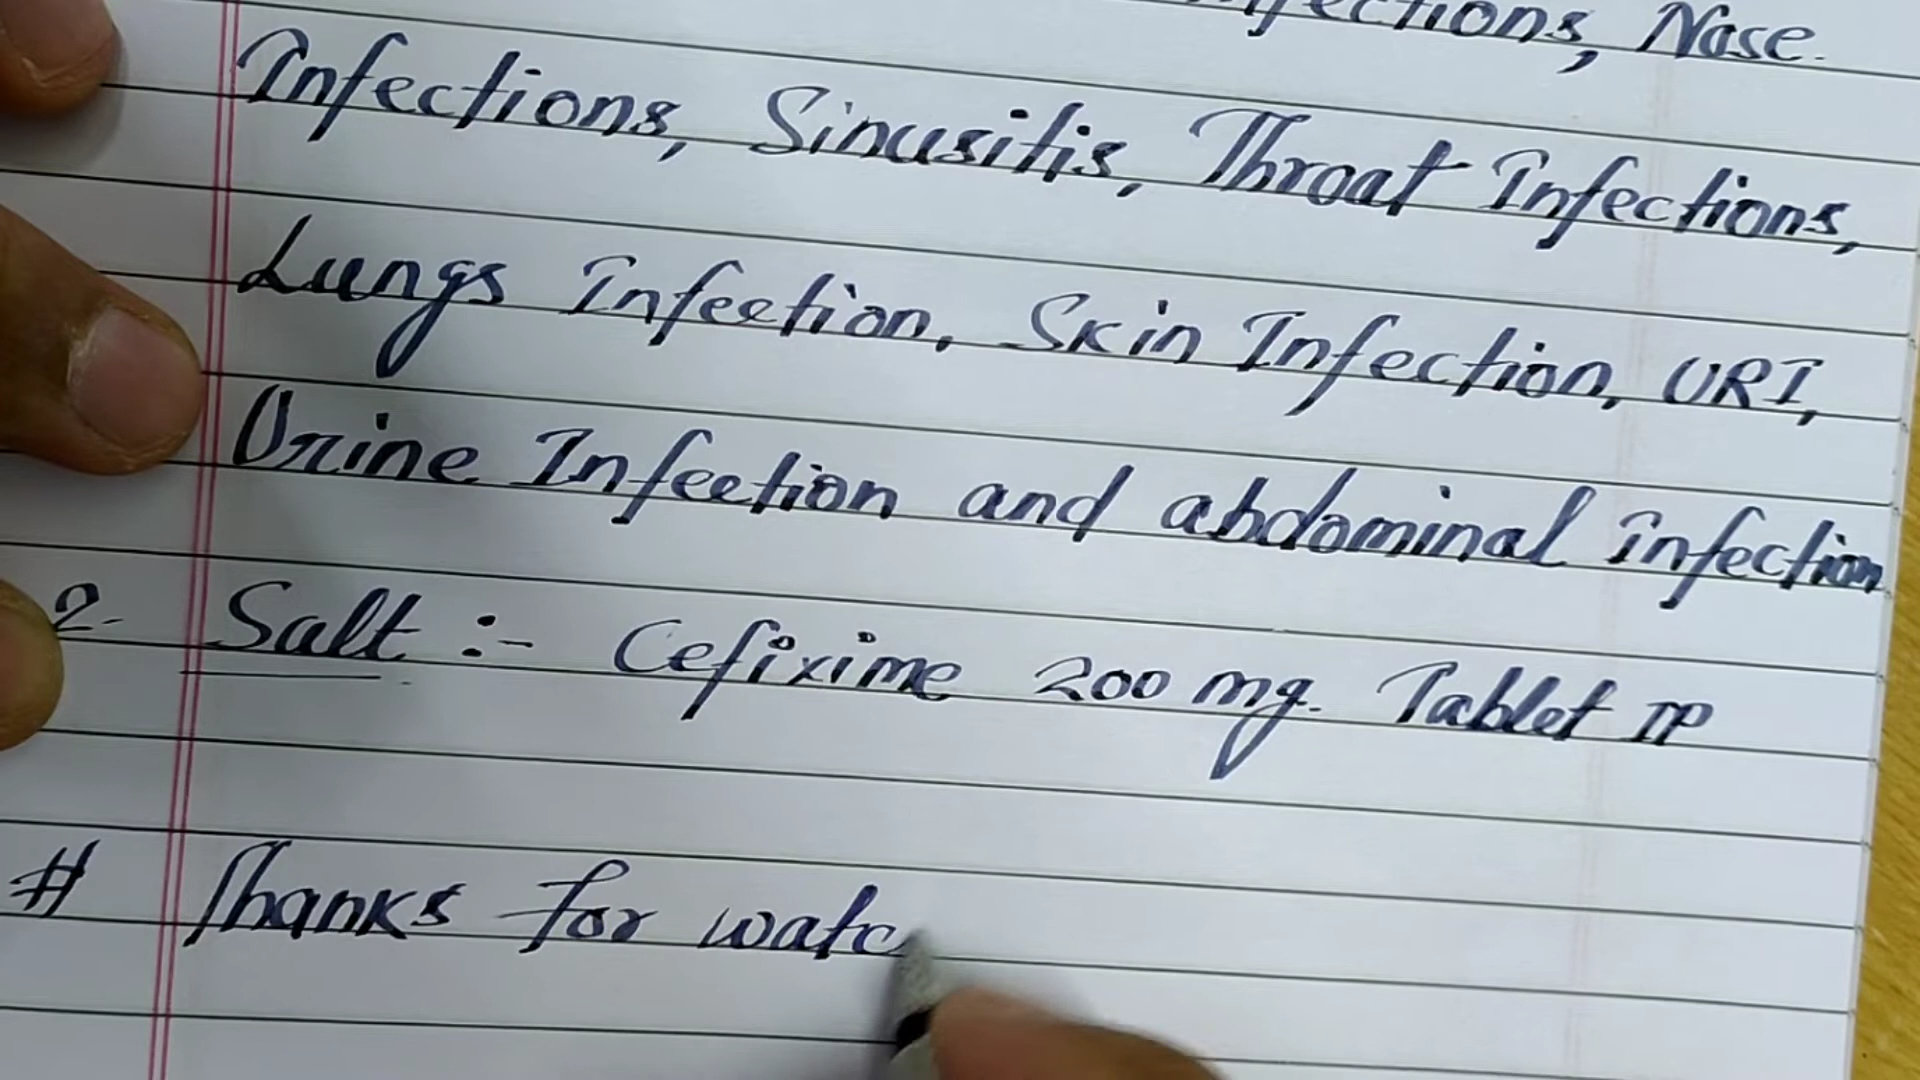 Infections, Nose.
Infections, Sinusitis, Throat Infections,
Lungs Infection, Skin Infection, URI,
Urine Infection and abdominal infection
2. Salt :- Cefixime 200 mg. Tablet IP
# Thanks for watc